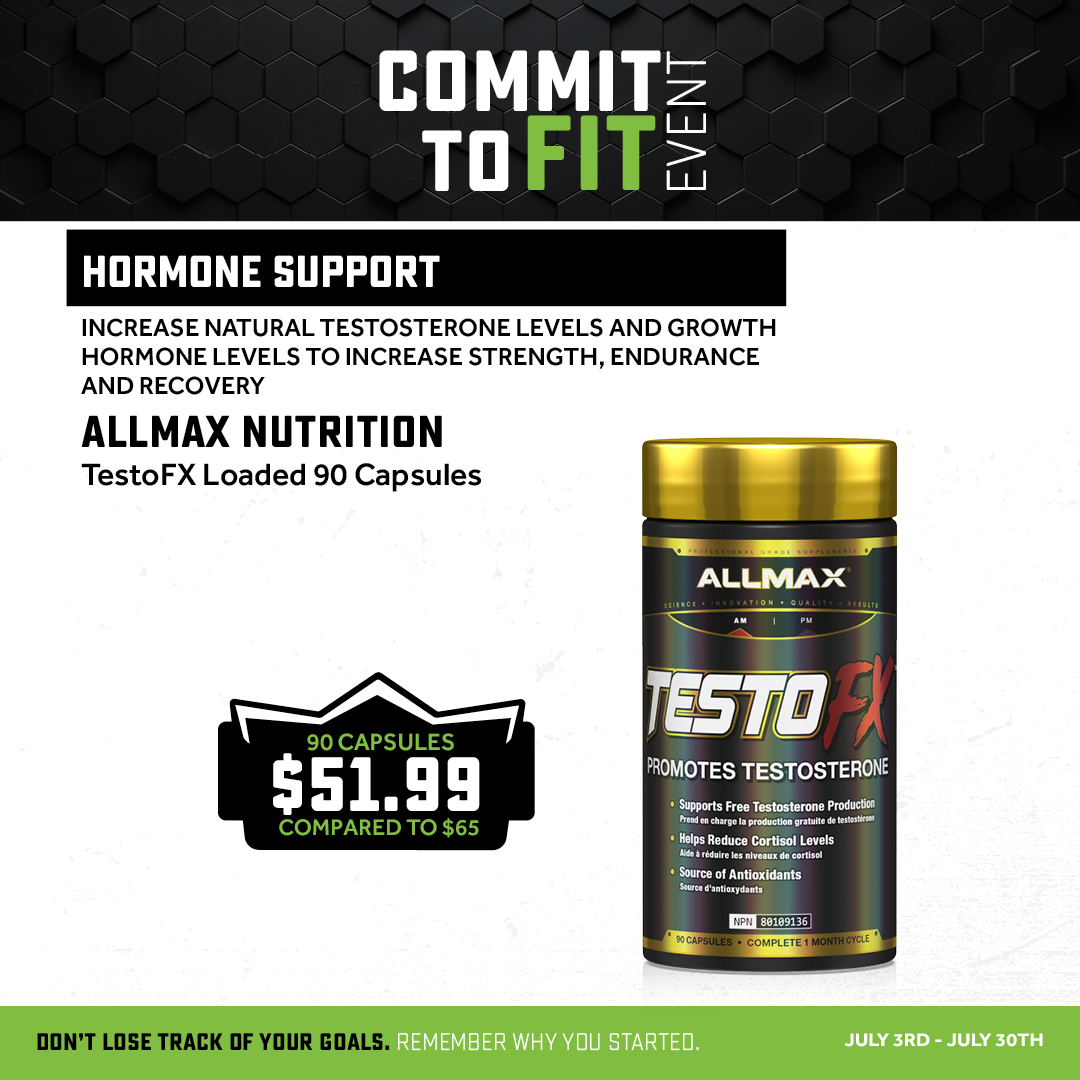 COMMIT
TO FIT
EVENT
HORMONE SUPPORT
INCREASE NATURAL TESTOSTERONE LEVELS AND GROWTH
HORMONE LEVELS TO INCREASE STRENGTH, ENDURANCE
AND RECOVERY
ALLMAX NUTRITION
TestoFX Loaded 90 Capsules
90 CAPSULES
$51.99
COMPARED TO $65
PROFESSIONAL GRADE SUPPLEMENTS
ALLMAX
SCIENCE • INNOVATION • QUALITY • RESULTS
AM | PM
TESTOFX
PROMOTES TESTOSTERONE
• Supports Free Testosterone Production
Prend en charge la production gratuite de testostérone
• Helps Reduce Cortisol Levels
Aide à réduire les niveaux de cortisol
• Source of Antioxidants
Source d'antioxydants
NPN 80109136
90 CAPSULES • COMPLETE 1 MONTH CYCLE
DON'T LOSE TRACK OF YOUR GOALS. REMEMBER WHY YOU STARTED.
JULY 3RD - JULY 30TH